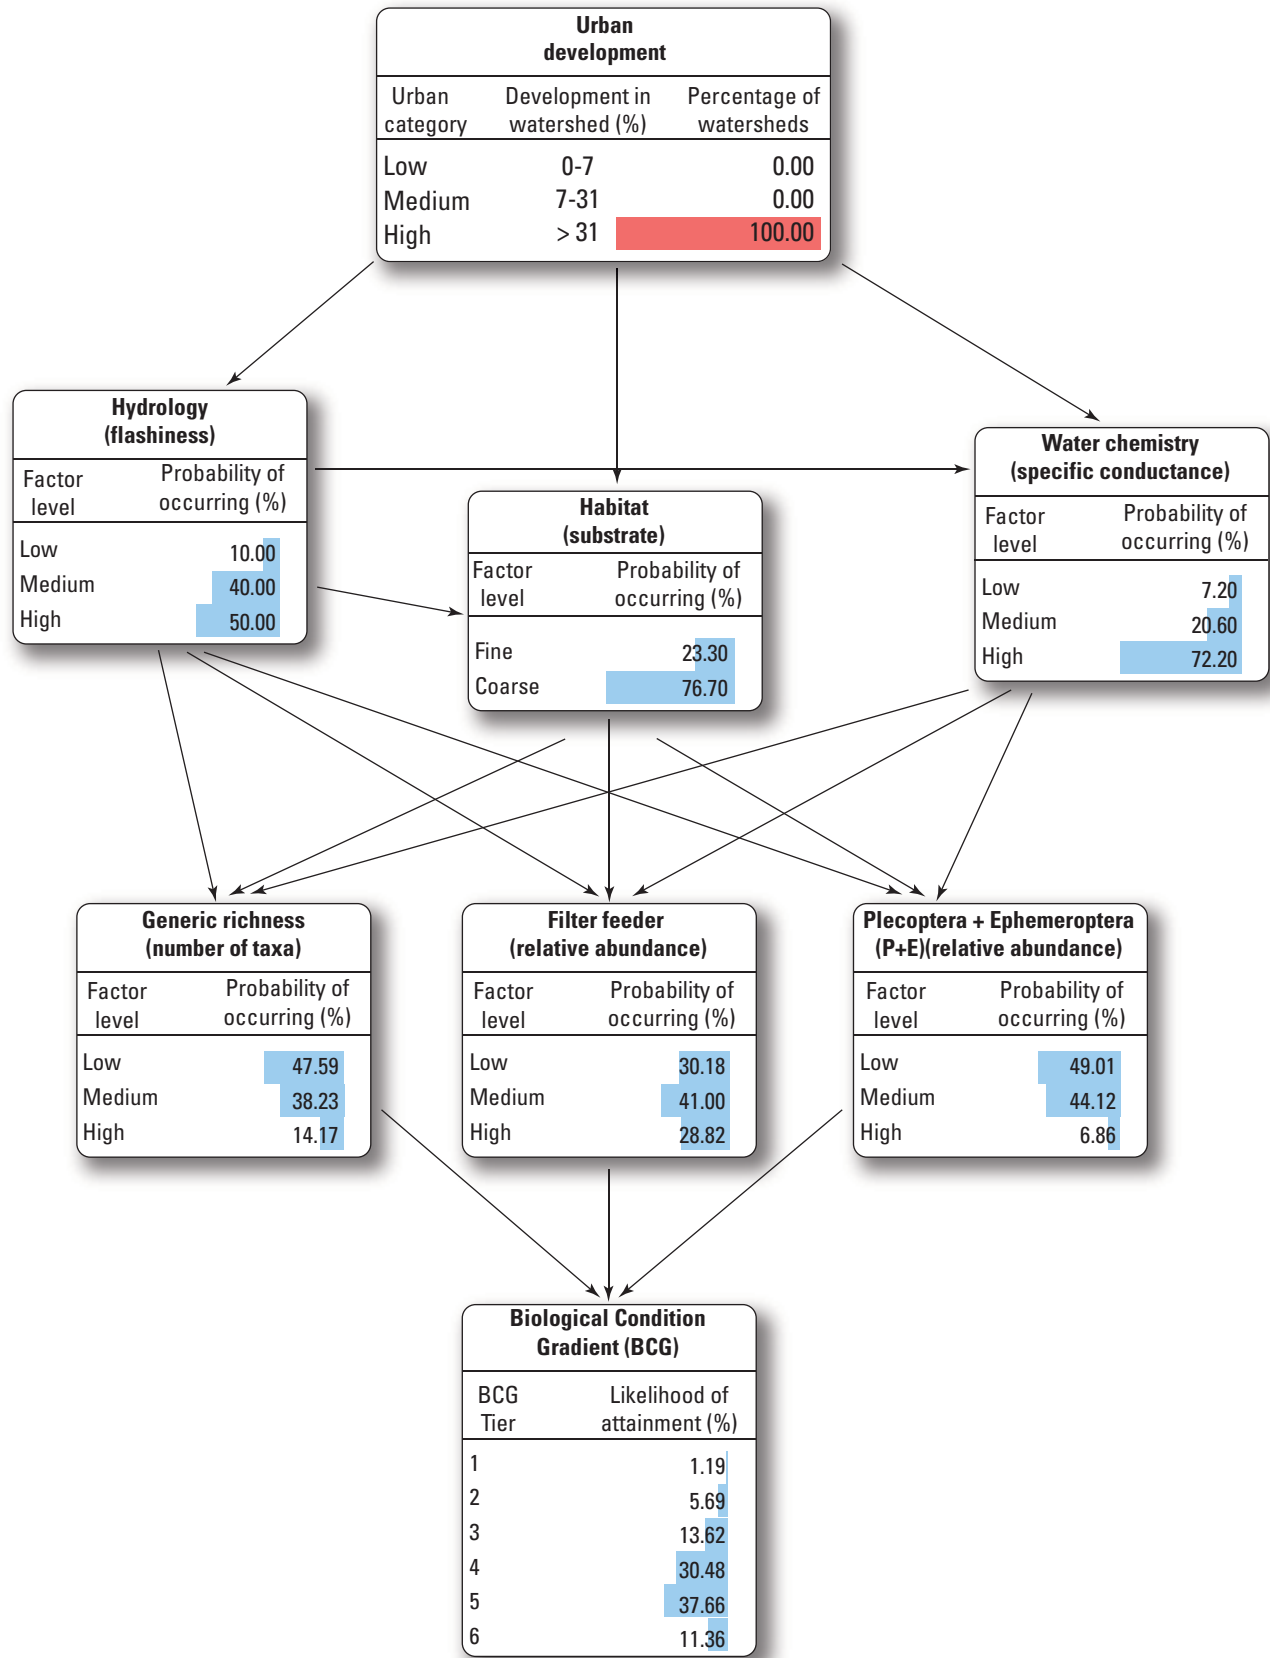 Urban
development
Urban category Development in watershed (%) Percentage of watersheds
Low 0-7 0.00
Medium 7-31 0.00
High > 31 100.00
Hydrology
(flashiness)
Factor level Probability of occurring (%)
Low 10.00
Medium 40.00
High 50.00
Habitat
(substrate)
Factor level Probability of occurring (%)
Fine 23.30
Coarse 76.70
Water chemistry
(specific conductance)
Factor level Probability of occurring (%)
Low 7.20
Medium 20.60
High 72.20
Generic richness
(number of taxa)
Factor level Probability of occurring (%)
Low 47.59
Medium 38.23
High 14.17
Filter feeder
(relative abundance)
Factor level Probability of occurring (%)
Low 30.18
Medium 41.00
High 28.82
Plecoptera + Ephemeroptera
(P+E)(relative abundance)
Factor level Probability of occurring (%)
Low 49.01
Medium 44.12
High 6.86
Biological Condition
Gradient (BCG)
BCG Tier Likelihood of attainment (%)
1 1.19
2 5.69
3 13.62
4 30.48
5 37.66
6 11.36